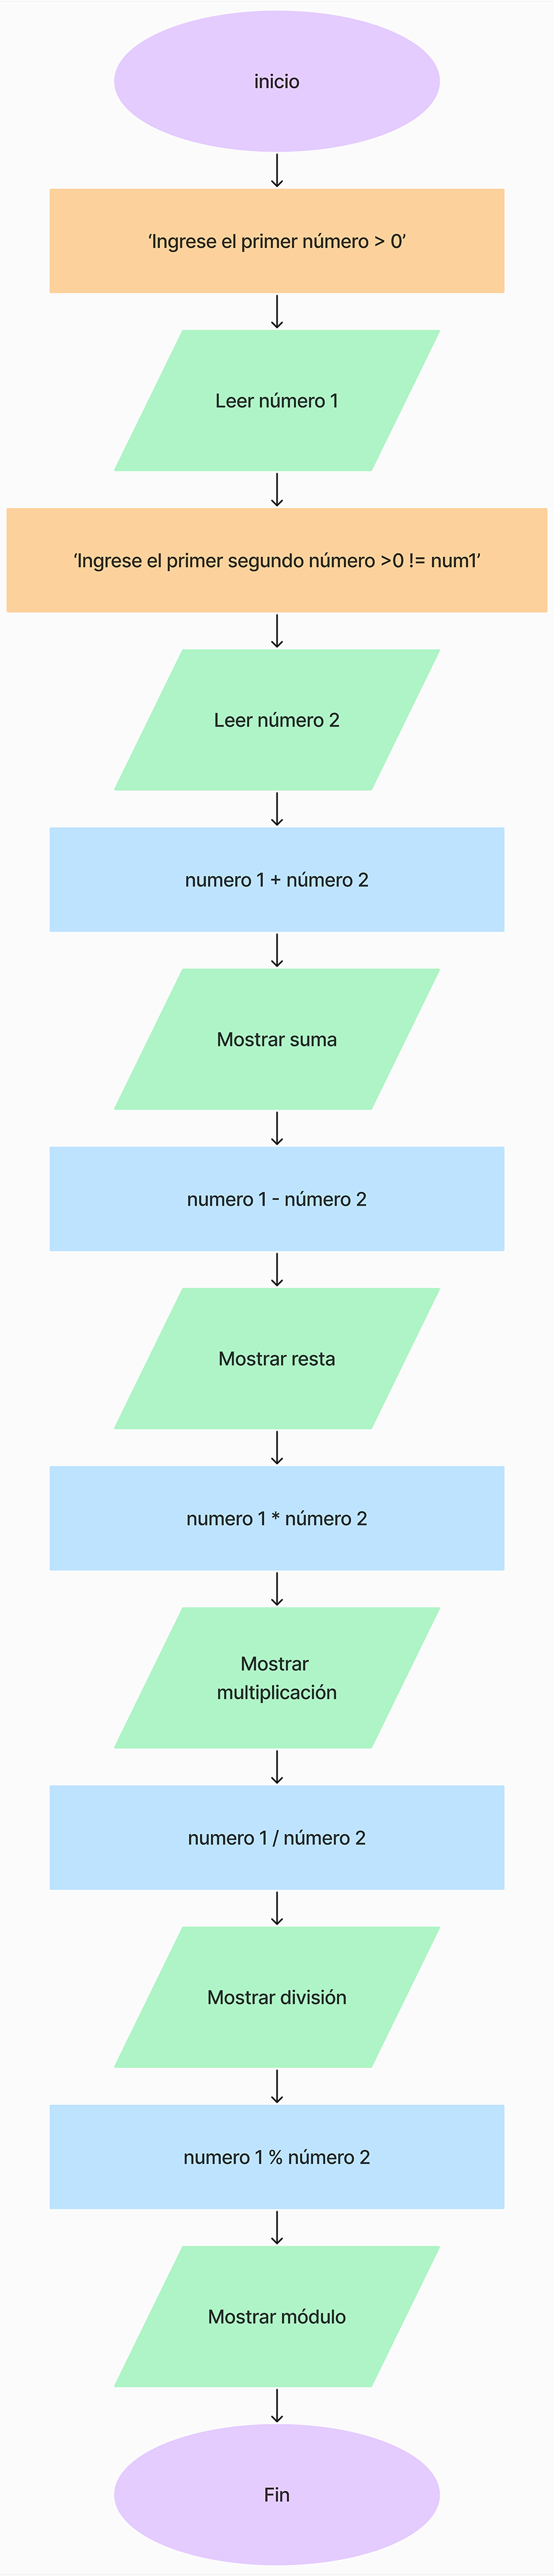 inicio
‘Ingrese el primer número > 0’
Leer número 1
‘Ingrese el primer segundo número >0 != num1’
Leer número 2
numero 1 + número 2
Mostrar suma
numero 1 - número 2
Mostrar resta
numero 1 * número 2
Mostrar
multiplicación
numero 1 / número 2
Mostrar división
numero 1 % número 2
Mostrar módulo
Fin